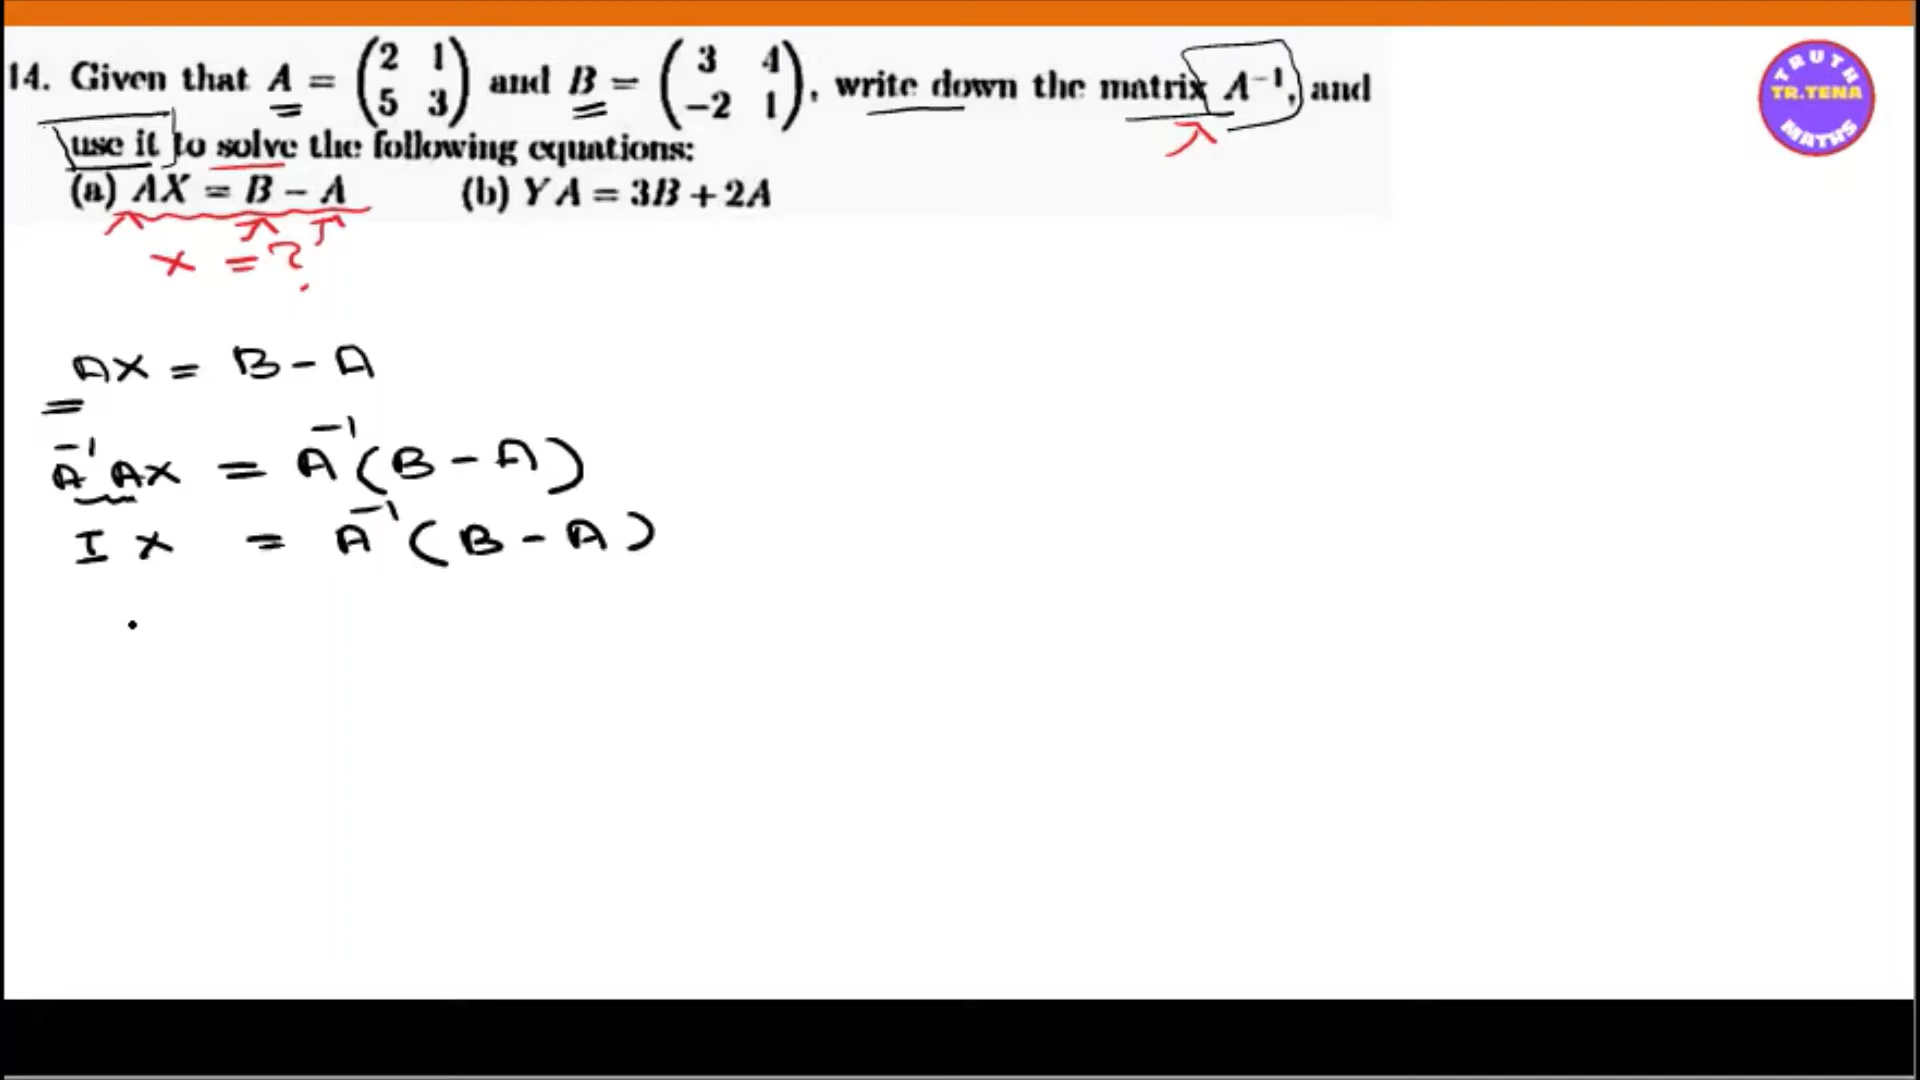 14. Given that A = (2 1
5 3) and B = (3 4
-2 1), write down the matrix A⁻¹, and
use it to solve the following equations:
(a) AX = B − A (b) YA = 3B + 2A
x = ?
AX = B - A
A⁻¹AX = A⁻¹(B - A)
IX = A⁻¹(B - A)
TRUTH
TR.TENA
MATHS